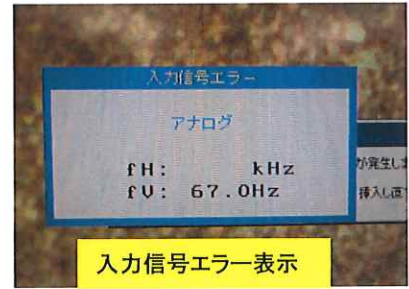 入力信号エラー
アナログ
fH: kHz
fV: 67.0Hz
が発生しま
挿入し直
入力信号エラー表示